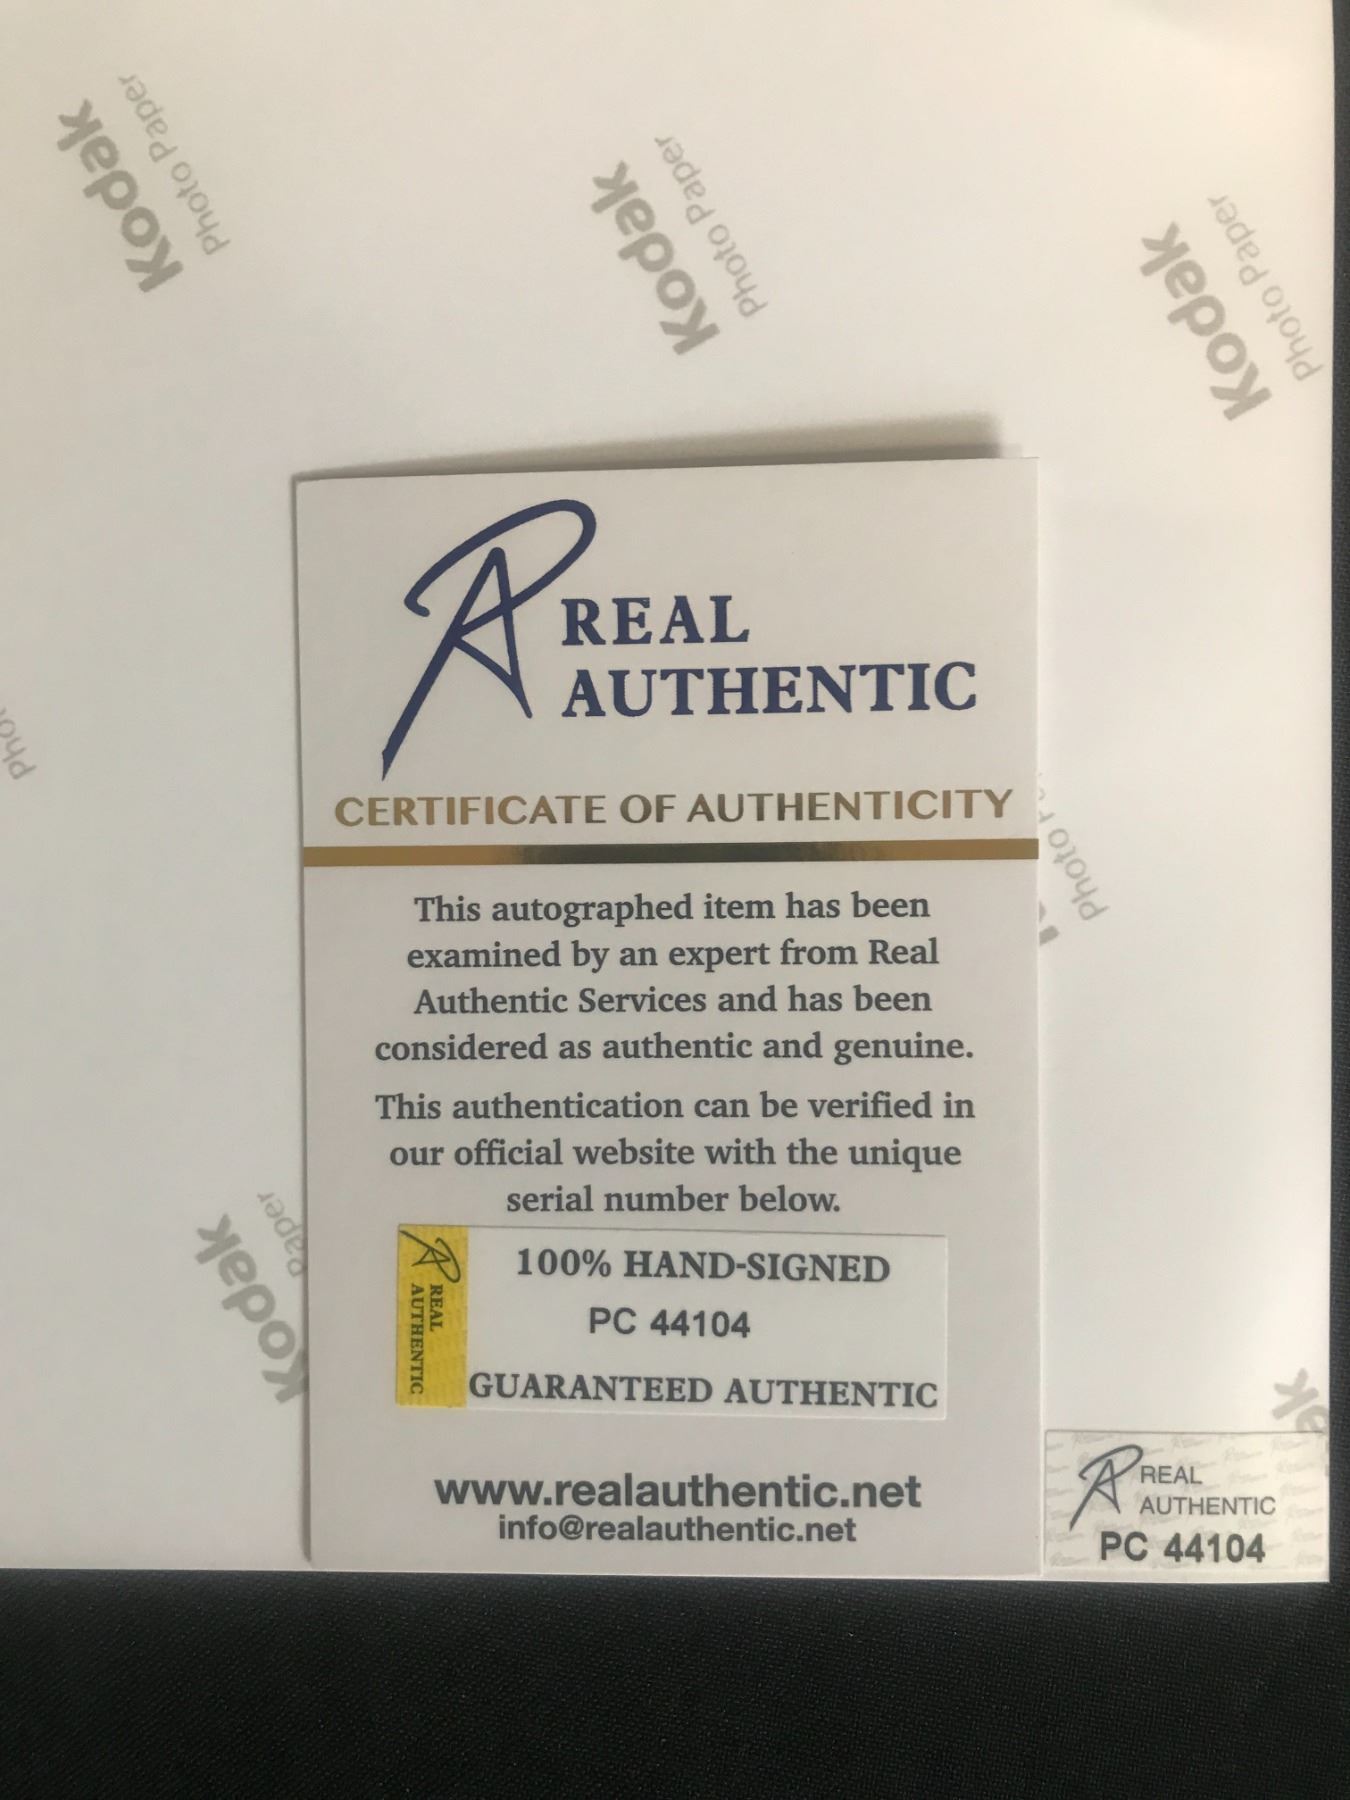 Kodak
Photo Paper
Kodak
Photo Paper
Kodak
Photo Paper
REAL
AUTHENTIC
CERTIFICATE OF AUTHENTICITY
This autographed item has been
examined by an expert from Real
Authentic Services and has been
considered as authentic and genuine.
This authentication can be verified in
our official website with the unique
serial number below.
REAL
AUTHENTIC
100% HAND-SIGNED
PC 44104
GUARANTEED AUTHENTIC
www.realauthentic.net
info@realauthentic.net
Kodak
Paper
Photo
REAL
AUTHENTIC
PC 44104